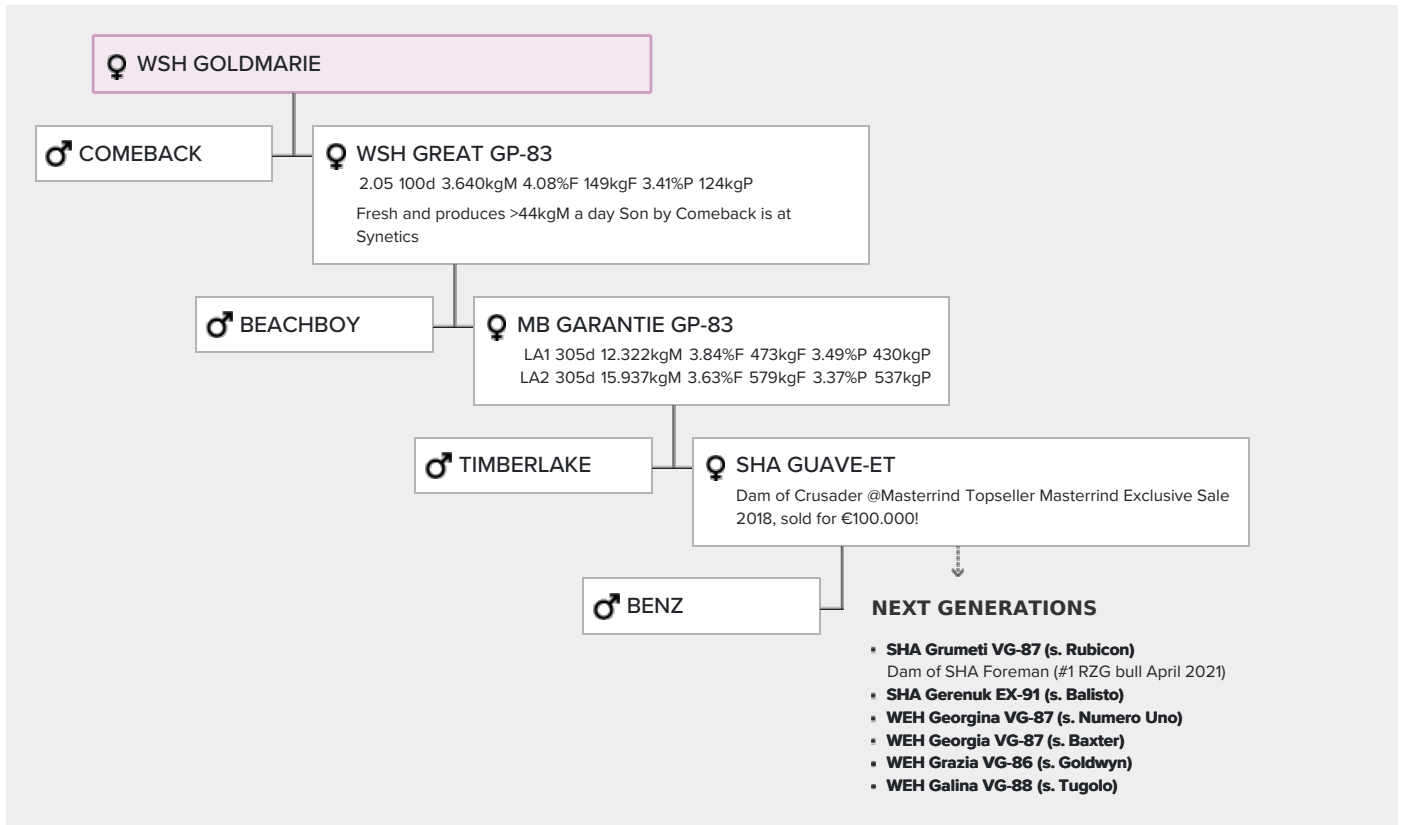 WSH GOLDMARIE
COMEBACK
WSH GREAT GP-83
2.05 100d 3.640kgM 4.08%F 149kgF 3.41%P 124kgP
Fresh and produces >44kgM a day Son by Comeback is at
Synetics
BEACHBOY
MB GARANTIE GP-83
LA1 305d 12.322kgM 3.84%F 473kgF 3.49%P 430kgP
LA2 305d 15.937kgM 3.63%F 579kgF 3.37%P 537kgP
TIMBERLAKE
SHA GUAVE-ET
Dam of Crusader @Masterrind Topseller Masterrind Exclusive Sale
2018, sold for €100.000!
BENZ
NEXT GENERATIONS
SHA Grumeti VG-87 (s. Rubicon)
Dam of SHA Foreman (#1 RZG bull April 2021)
SHA Gerenuk EX-91 (s. Balisto)
WEH Georgina VG-87 (s. Numero Uno)
WEH Georgia VG-87 (s. Baxter)
WEH Grazia VG-86 (s. Goldwyn)
WEH Galina VG-88 (s. Tugolo)